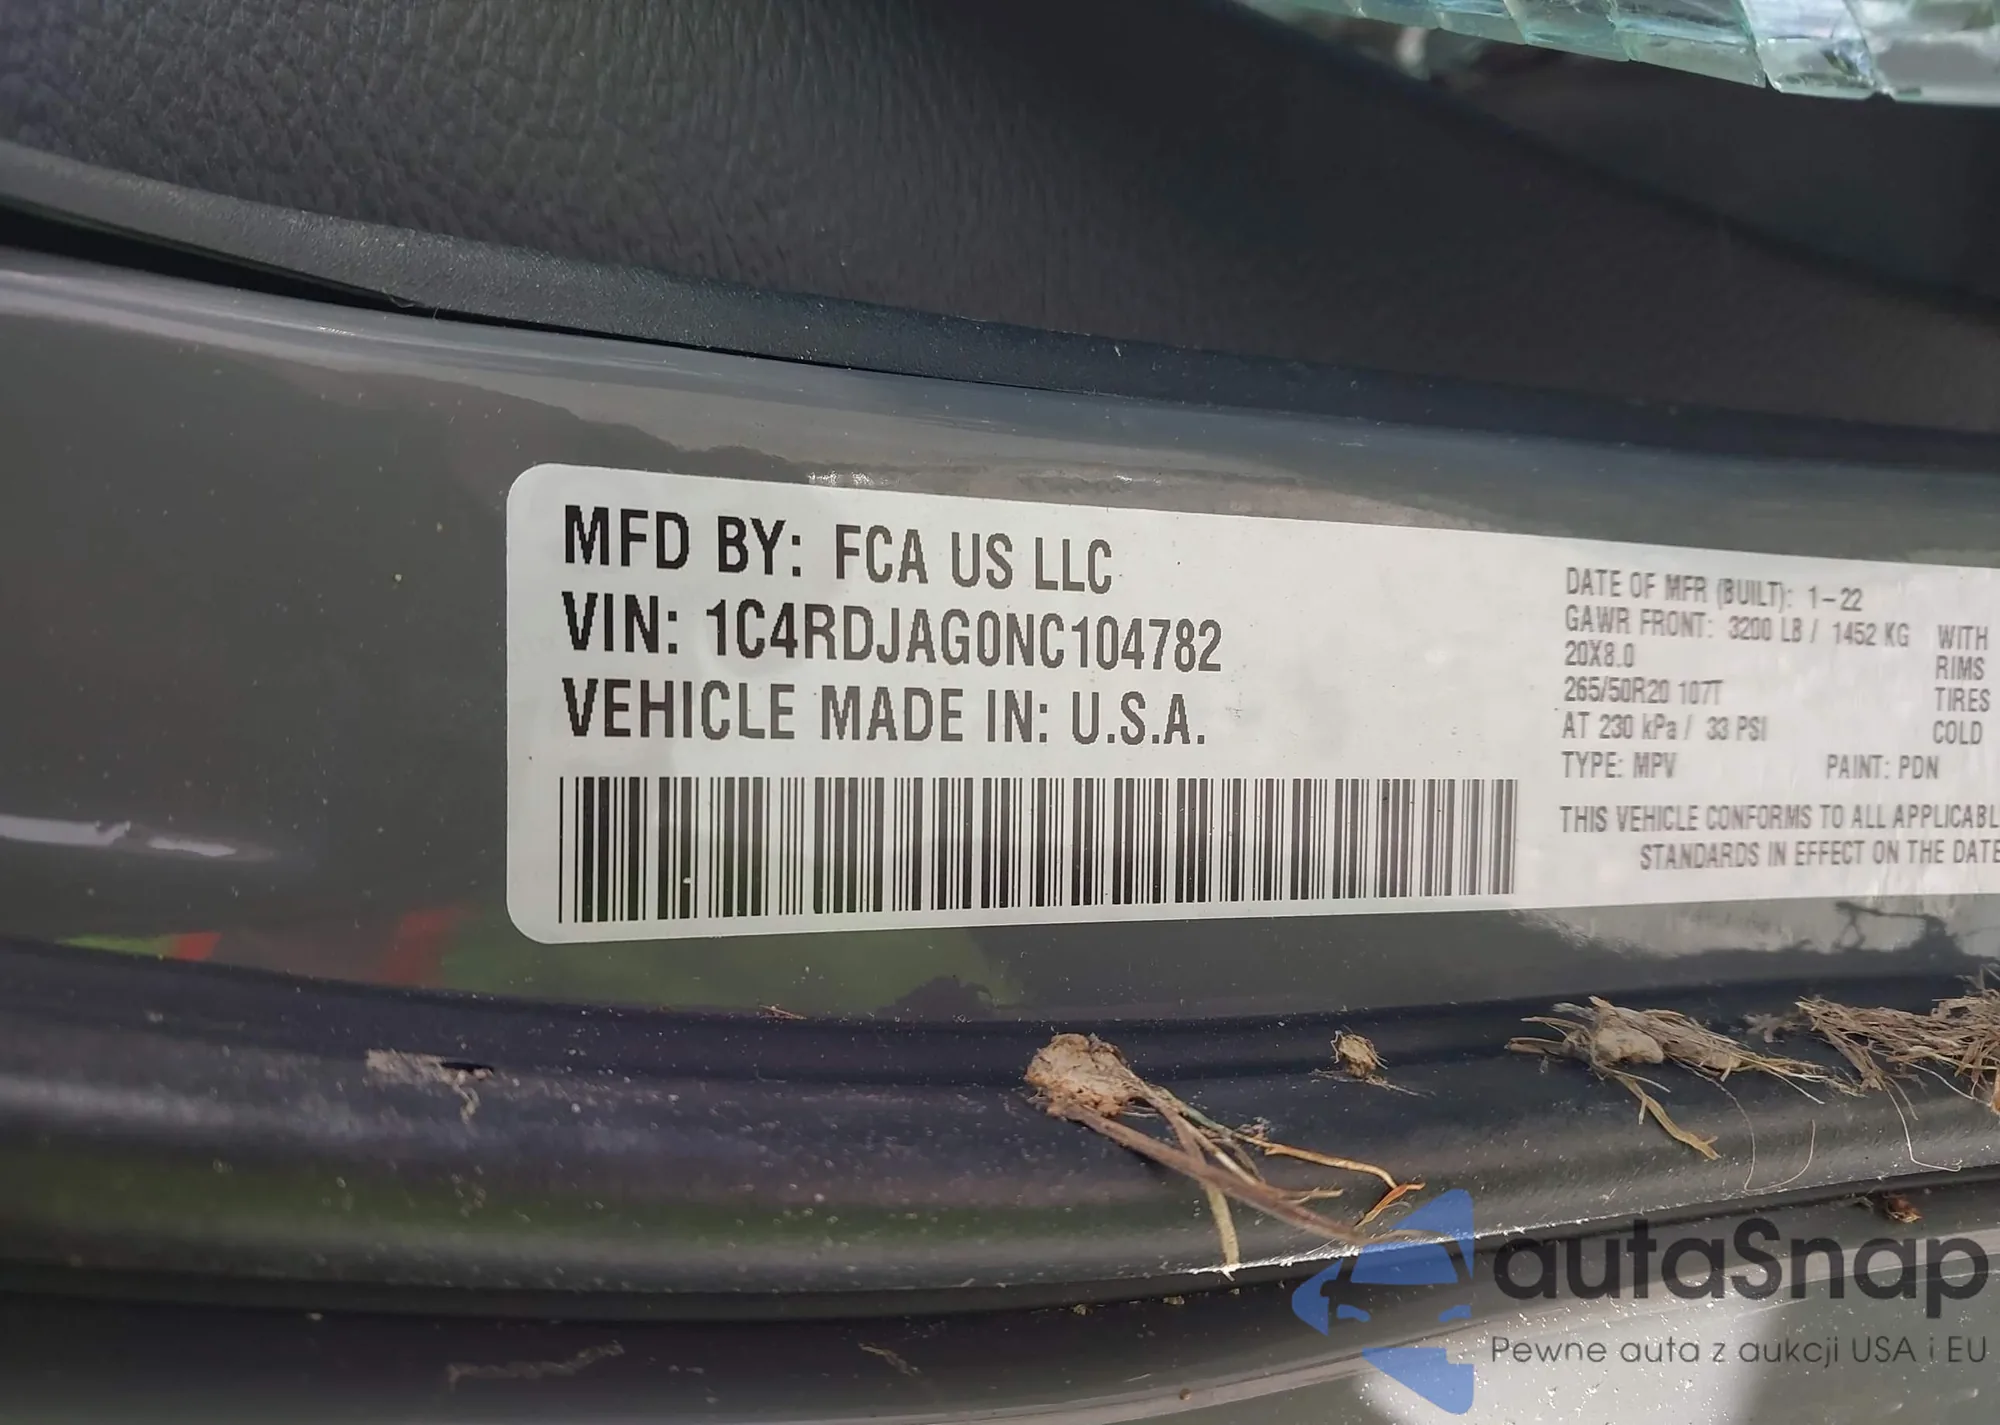 MFD BY: FCA US LLC
VIN: 1C4RDJAG0NC104782
VEHICLE MADE IN: U.S.A.
DATE OF MFR (BUILT): 1-22
GAWR FRONT: 3200 LB / 1452 KG WITH
20X8.0 RIMS
265/50R20 107T TIRES
AT 230 kPa / 33 PSI COLD
TYPE: MPV PAINT: PDN
THIS VEHICLE CONFORMS TO ALL APPLICABL
STANDARDS IN EFFECT ON THE DATE
autaSnap
Pewne auta z aukcji USA i EU